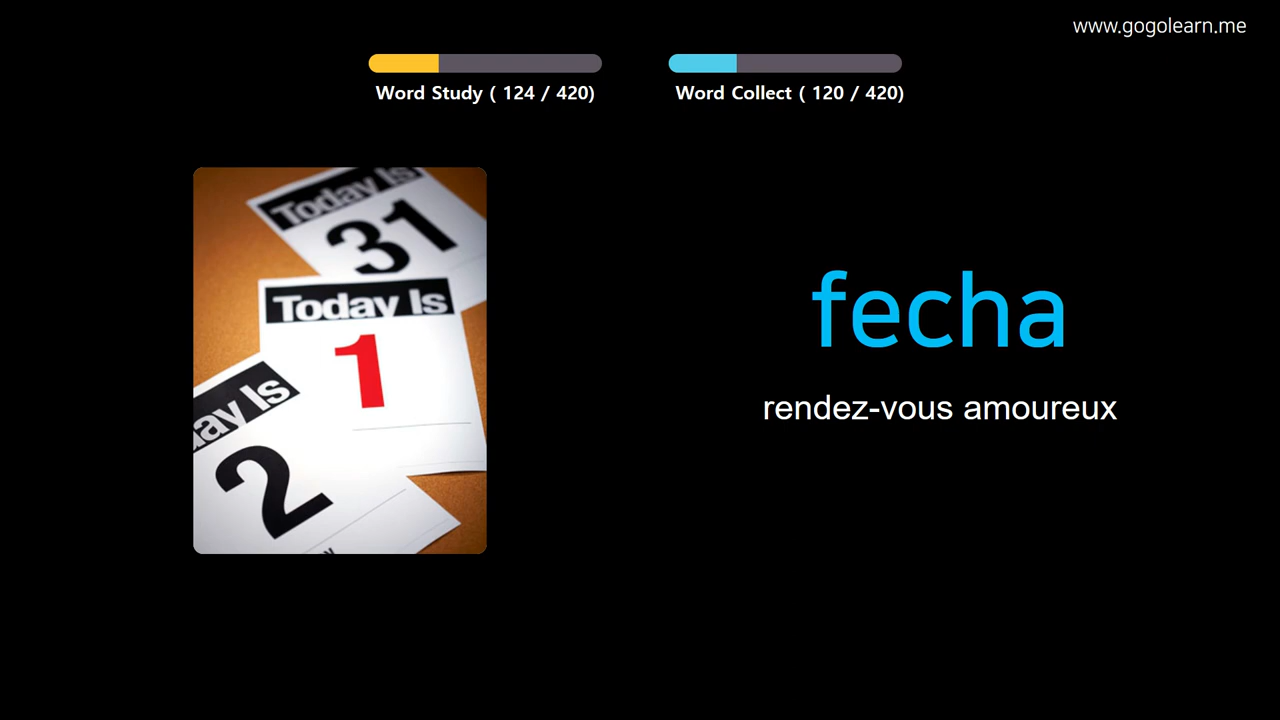 www.gogolearn.me
Word Study ( 124 / 420)
Word Collect ( 120 / 420)
Today Is
31
Today Is
1
ay Is
2
fecha
rendez-vous amoureux